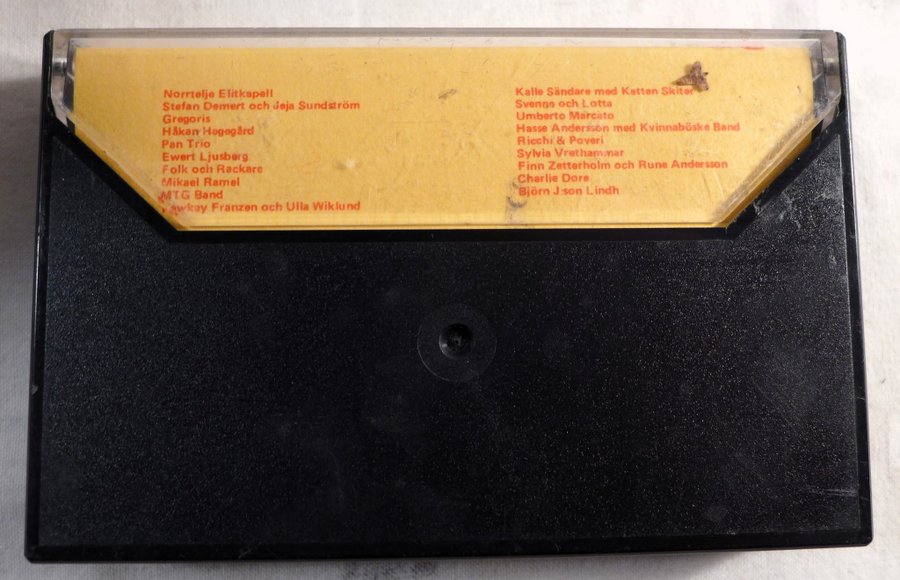 Norrtelje Elitkapell
Stefan Demert och Jeja Sundström
Gregoris
Håkan Hagegård
Pan Trio
Ewert Ljusberg
Folk och Rackare
Mikael Ramel
MTG Band
Hawkey Franzen och Ulla Wiklund
Kalle Sändare med Katten Skiter
Svenne och Lotta
Umberto Marcato
Hasse Andersson med Kvinnaböske Band
Ricchi & Poveri
Sylvia Vrethammar
Finn Zetterholm och Rune Andersson
Charlie Dore
Björn J:son Lindh